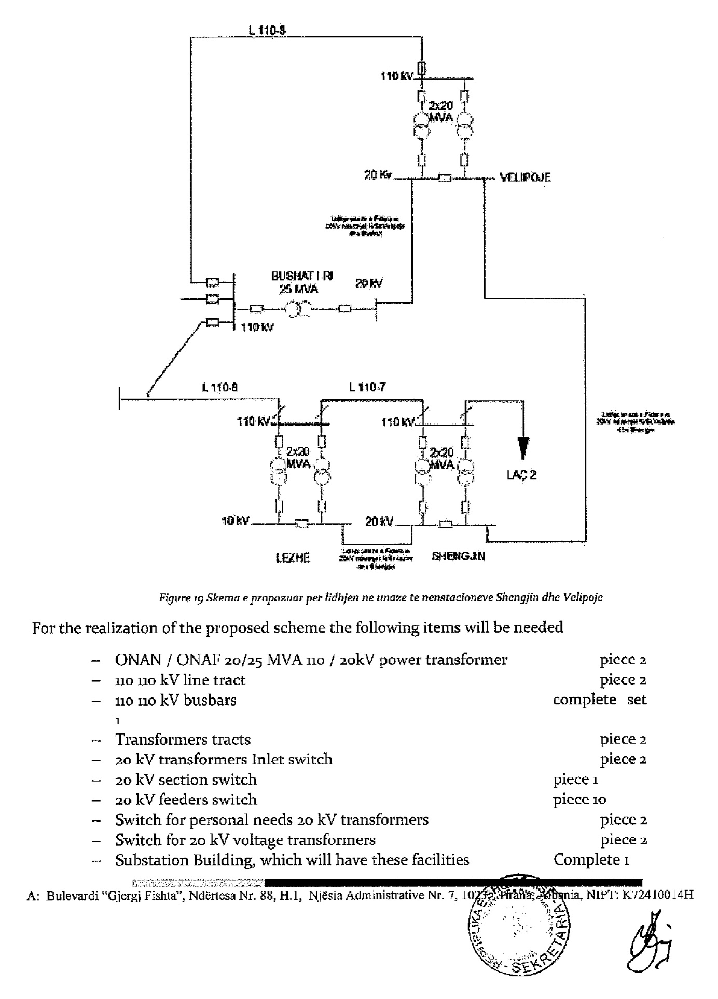 L 110-8
110 kV
2x20
MVA
20 Kv
VELIPOJE
BUSHAT I RI
25 MVA
20 kV
110 kV
L 110-8
L 110-7
110 kV
110 kV
2x20
MVA
2x20
MVA
LAÇ 2
10 kV
20 kV
LEZHË
SHENGJIN
Figure 19 Skema e propozuar per lidhjen ne unaze te nenstacioneve Shengjin dhe Velipoje
For the realization of the proposed scheme the following items will be needed
– ONAN / ONAF 20/25 MVA 110 / 20kV power transformer piece 2
– 110 110 kV line tract piece 2
– 110 110 kV busbars complete set
1
– Transformers tracts piece 2
– 20 kV transformers Inlet switch piece 2
– 20 kV section switch piece 1
– 20 kV feeders switch piece 10
– Switch for personal needs 20 kV transformers piece 2
– Switch for 20 kV voltage transformers piece 2
– Substation Building, which will have these facilities Complete 1
A: Bulevardi “Gjergj Fishta”, Ndërtesa Nr. 88, H.1, Njësia Administrative Nr. 7, Tirana, Albania, NIPT: K72410014H
SEKRETARIA